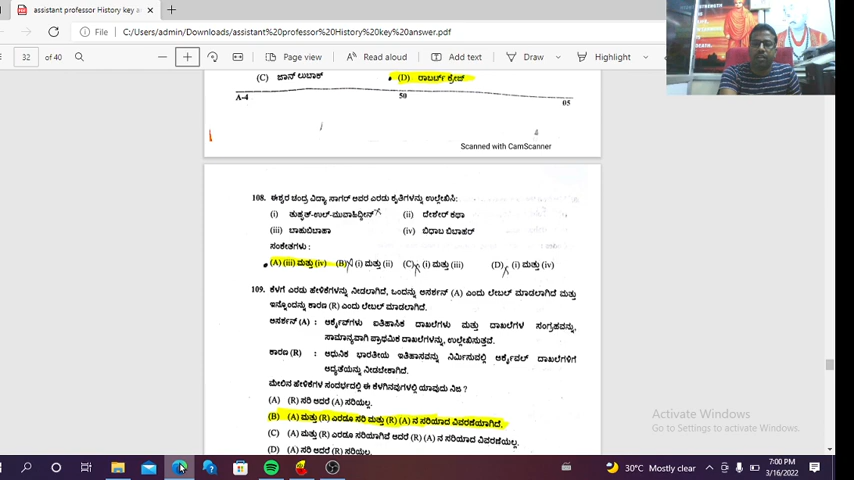 assistant professor History key an
File
C:/Users/admin/Downloads/assistant%20professor%20History%20key%20answer.pdf
32 of 40
Page view
Read aloud
Add text
Draw
Highlight
(C) ಜಾನ್ ಲುಬಾಕ್
(D) ರಾಬರ್ಟ್ ಕ್ರೇಜ್
A-4
50
05
Scanned with CamScanner
108. ಈಶ್ವರ ಚಂದ್ರ ವಿದ್ಯಾ ಸಾಗರ್ ಅವರ ಎರಡು ಕೃತಿಗಳನ್ನು ಉಲ್ಲೇಖಿಸಿ:
(i) ತುಹ್ಫತ್-ಉಲ್-ಮುವಾಹಿದ್ದೀನ್
(ii) ದೇಶೇರ್ ಕಥಾ
(iii) ಬಾಹುಬಿಬಾಹಾ
(iv) ಬಿಧಾಬ ಬಿಬಾಹರ್
ಸಂಕೇತಗಳು :
(A) (iii) ಮತ್ತು (iv) (B) (i) ಮತ್ತು (ii) (C) (i) ಮತ್ತು (iii) (D) (i) ಮತ್ತು (iv)
109. ಕೆಳಗೆ ಎರಡು ಹೇಳಿಕೆಗಳನ್ನು ನೀಡಲಾಗಿದೆ, ಒಂದನ್ನು ಅಸರ್ಶನ್ (A) ಎಂದು ಲೇಬಲ್ ಮಾಡಲಾಗಿದೆ ಮತ್ತು
ಇನ್ನೊಂದನ್ನು ಕಾರಣ (R) ಎಂದು ಲೇಬಲ್ ಮಾಡಲಾಗಿದೆ.
ಅಸರ್ಶನ್ (A) : ಆರ್ಕೈವ್‌ಗಳು ಐತಿಹಾಸಿಕ ದಾಖಲೆಗಳು ಮತ್ತು ದಾಖಲೆಗಳ ಸಂಗ್ರಹವನ್ನು,
ಸಾಮಾನ್ಯವಾಗಿ ಪ್ರಾಥಮಿಕ ದಾಖಲೆಗಳನ್ನು, ಉಲ್ಲೇಖಿಸುತ್ತವೆ.
ಕಾರಣ (R) : ಆಧುನಿಕ ಭಾರತೀಯ ಇತಿಹಾಸವನ್ನು ನಿರ್ಮಿಸುವಲ್ಲಿ ಆರ್ಕೈವಲ್ ದಾಖಲೆಗಳಿಗೆ
ಆದ್ಯತೆಯನ್ನು ನೀಡಬೇಕಾಗಿದೆ.
ಮೇಲಿನ ಹೇಳಿಕೆಗಳ ಸಂದರ್ಭದಲ್ಲಿ ಈ ಕೆಳಗಿನವುಗಳಲ್ಲಿ ಯಾವುದು ನಿಜ ?
(A) (R) ಸರಿ ಆದರೆ (A) ಸರಿಯಲ್ಲ.
(B) (A) ಮತ್ತು (R) ಎರಡೂ ಸರಿ ಮತ್ತು (R) (A) ನ ಸರಿಯಾದ ವಿವರಣೆಯಾಗಿದೆ.
(C) (A) ಮತ್ತು (R) ಎರಡೂ ಸರಿಯಾಗಿವೆ ಆದರೆ (R) (A) ನ ಸರಿಯಾದ ವಿವರಣೆಯಲ್ಲ.
(D) (A) ಸರಿ ಆದರೆ (R) ಸರಿಯಲ್ಲ.
Activate Windows
Go to Settings to activate Windows.
30°C Mostly clear
7:00 PM
3/16/2022